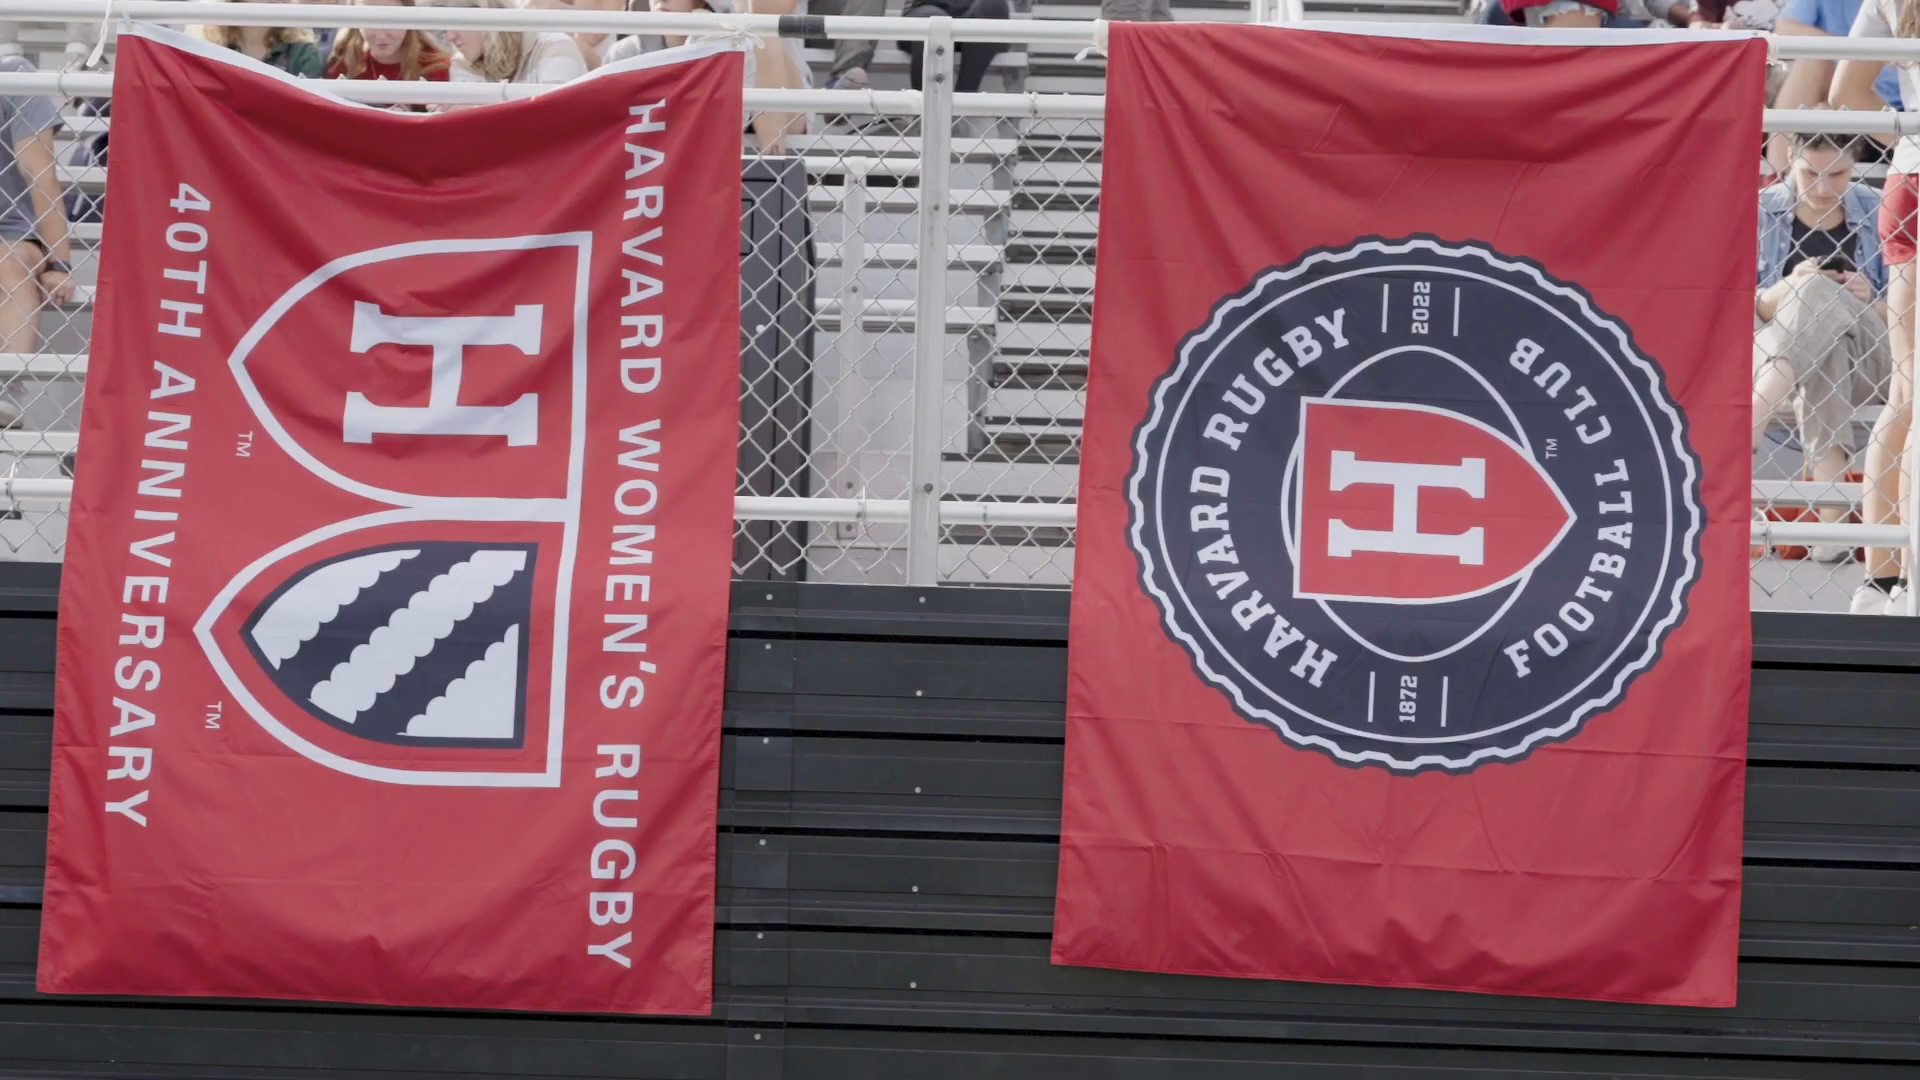 HARVARD WOMEN'S RUGBY
H
TM
TM
40TH ANNIVERSARY
HARVARD RUGBY
2022
FOOTBALL CLUB
H
TM
1872